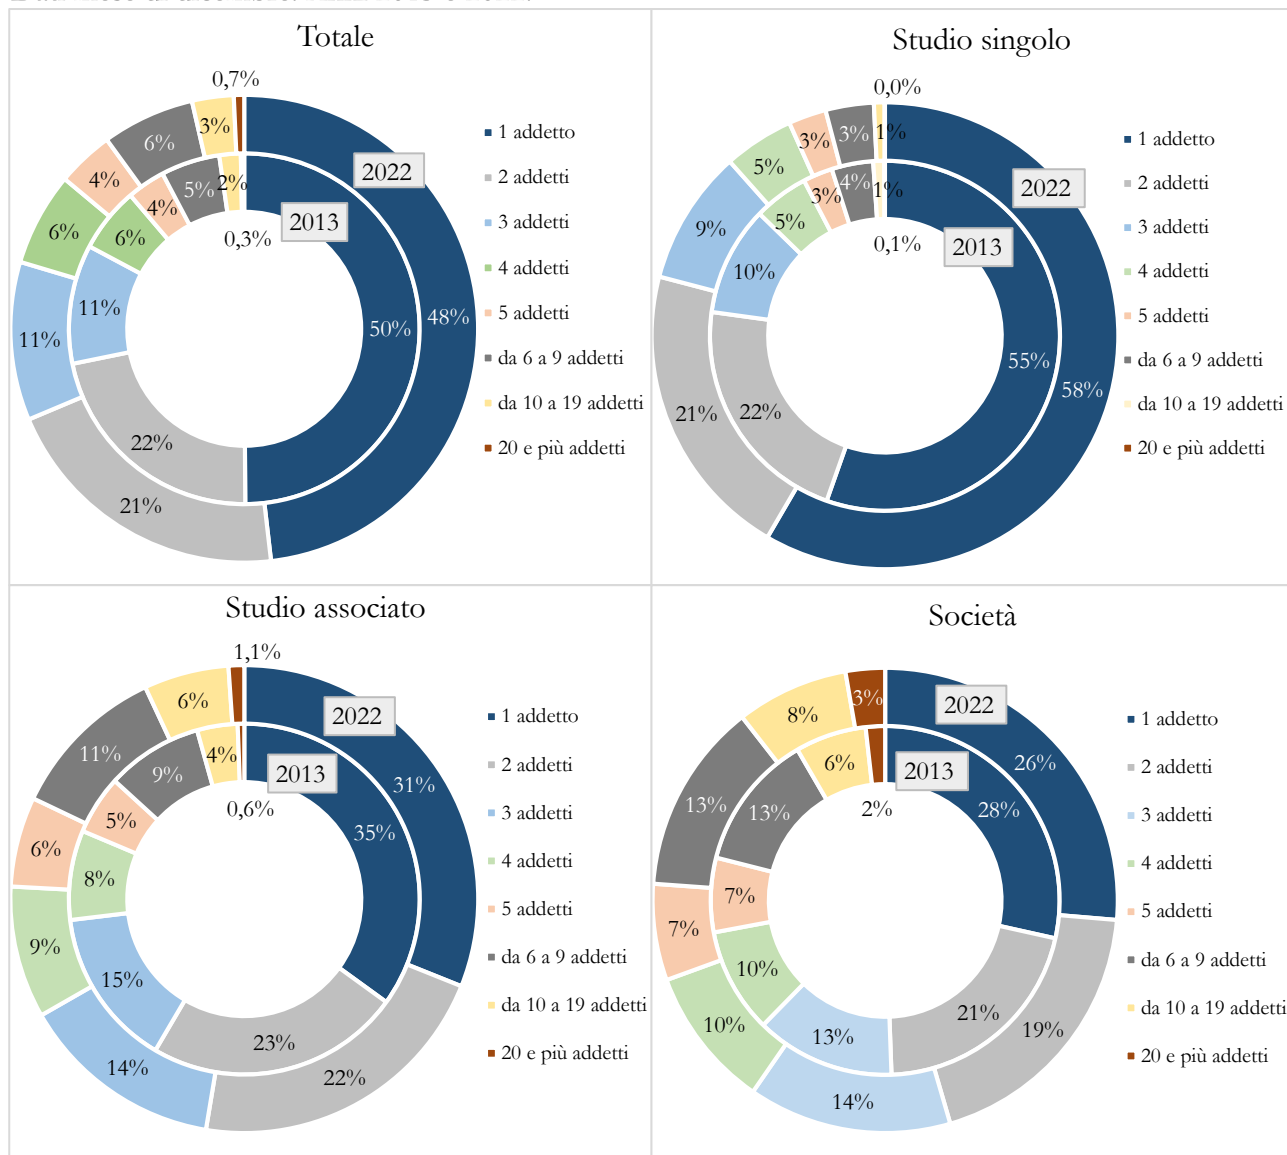 Totale
0,7%
3%
6%
4%
6%
11%
21%
48%
2022
2013
0,3%
2%
5%
4%
6%
11%
22%
50%
1 addetto
2 addetti
3 addetti
4 addetti
5 addetti
da 6 a 9 addetti
da 10 a 19 addetti
20 e più addetti
Studio singolo
0,0%
1%
3%
3%
5%
9%
21%
58%
2022
2013
0,1%
1%
4%
3%
5%
10%
22%
55%
1 addetto
2 addetti
3 addetti
4 addetti
5 addetti
da 6 a 9 addetti
da 10 a 19 addetti
20 e più addetti
Studio associato
1,1%
6%
11%
6%
9%
14%
22%
31%
2022
2013
0,6%
4%
9%
5%
8%
15%
23%
35%
1 addetto
2 addetti
3 addetti
4 addetti
5 addetti
da 6 a 9 addetti
da 10 a 19 addetti
20 e più addetti
Società
3%
8%
13%
7%
10%
14%
19%
26%
2022
2013
2%
6%
13%
7%
10%
13%
21%
28%
1 addetto
2 addetti
3 addetti
4 addetti
5 addetti
da 6 a 9 addetti
da 10 a 19 addetti
20 e più addetti